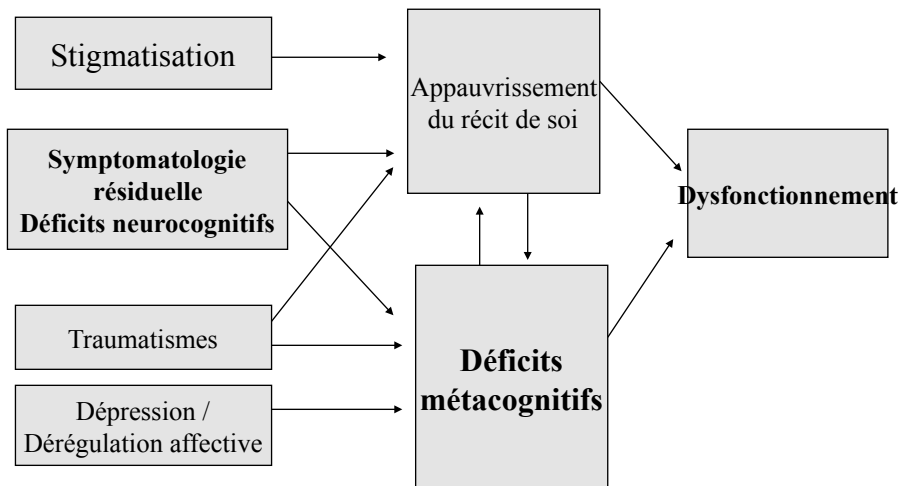 Stigmatisation
Appauvrissement
du récit de soi
Symptomatologie
résiduelle
Déficits neurocognitifs
Dysfonctionnement
Traumatismes
Déficits
métacognitifs
Dépression /
Dérégulation affective